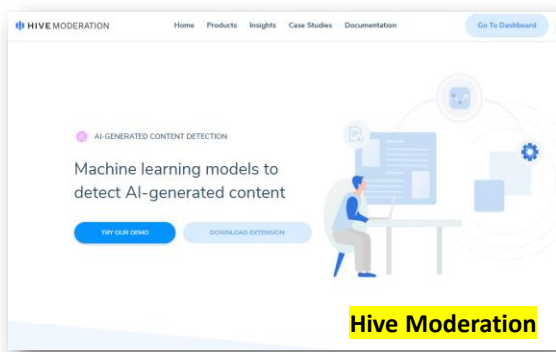 HIVE MODERATION
Home Products Insights Case Studies Documentation
Go To Dashboard
AI-GENERATED CONTENT DETECTION
Machine learning models to
detect AI-generated content
TRY OUR DEMO
DOWNLOAD EXTENSION
Hive Moderation